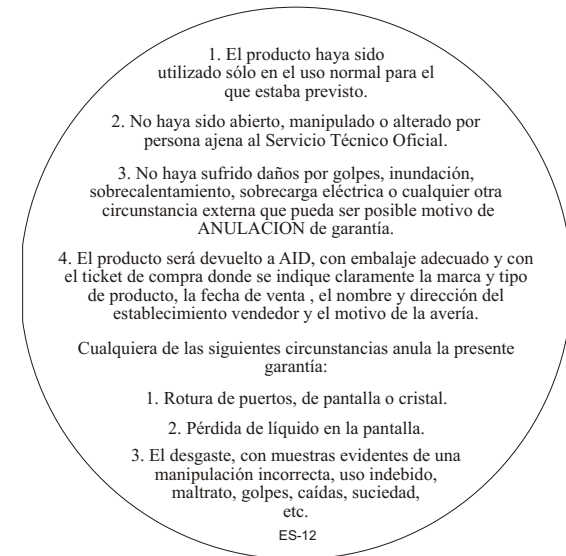 1. El producto haya sido
utilizado sólo en el uso normal para el
que estaba previsto.
2. No haya sido abierto, manipulado o alterado por
persona ajena al Servicio Técnico Oficial.
3. No haya sufrido daños por golpes, inundación,
sobrecalentamiento, sobrecarga eléctrica o cualquier otra
circunstancia externa que pueda ser posible motivo de
ANULACION de garantía.
4. El producto será devuelto a AID, con embalaje adecuado y con
el ticket de compra donde se indique claramente la marca y tipo
de producto, la fecha de venta , el nombre y dirección del
establecimiento vendedor y el motivo de la avería.
Cualquiera de las siguientes circunstancias anula la presente
garantía:
1. Rotura de puertos, de pantalla o cristal.
2. Pérdida de líquido en la pantalla.
3. El desgaste, con muestras evidentes de una
manipulación incorrecta, uso indebido,
maltrato, golpes, caídas, suciedad,
etc.
ES-12